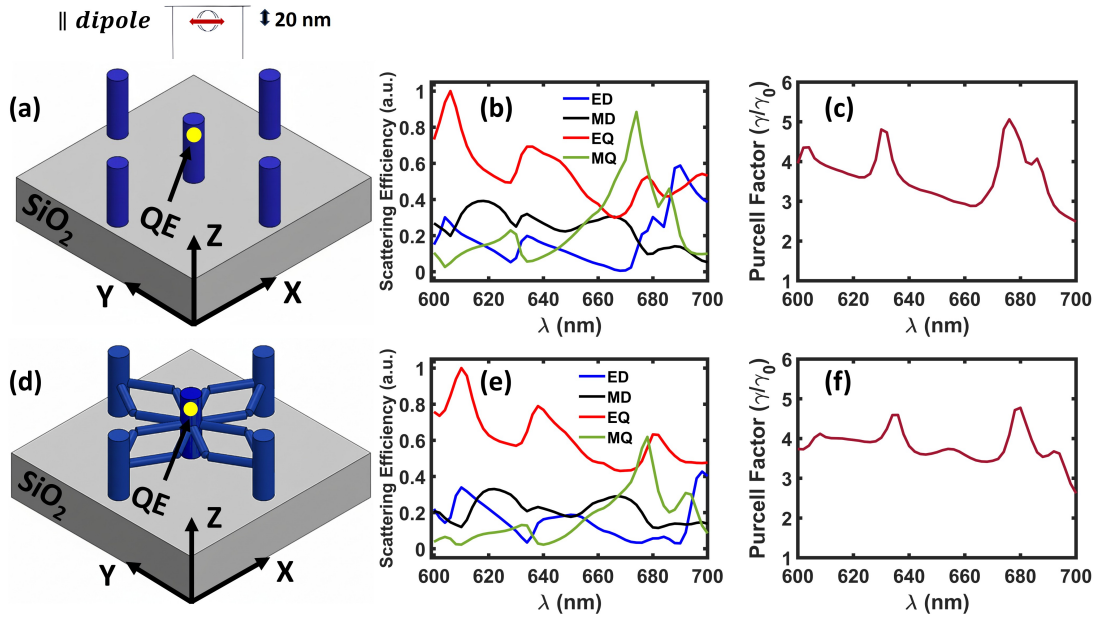 ∥ dipole
20 nm
(a)
QE
SiO2
Z
Y
X
(b)
ED
MD
EQ
MQ
Scattering Efficiency (a.u.)
1
0.8
0.6
0.4
0.2
0
600 620 640 660 680 700
λ (nm)
(c)
Purcell Factor (γ/γ0)
6
5
4
3
2
1
600 620 640 660 680 700
λ (nm)
(d)
QE
SiO2
Z
Y
X
(e)
ED
MD
EQ
MQ
Scattering Efficiency (a.u.)
1
0.8
0.6
0.4
0.2
0
600 620 640 660 680 700
λ (nm)
(f)
Purcell Factor (γ/γ0)
6
5
4
3
2
1
600 620 640 660 680 700
λ (nm)